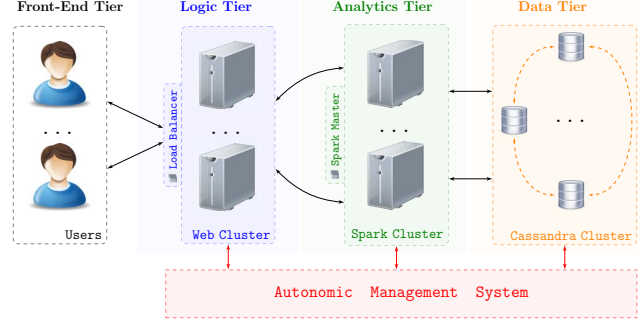 Front-End Tier
Logic Tier
Analytics Tier
Data Tier
Load Balancer
Spark Master
Users
Web Cluster
Spark Cluster
Cassandra Cluster
Autonomic Management System